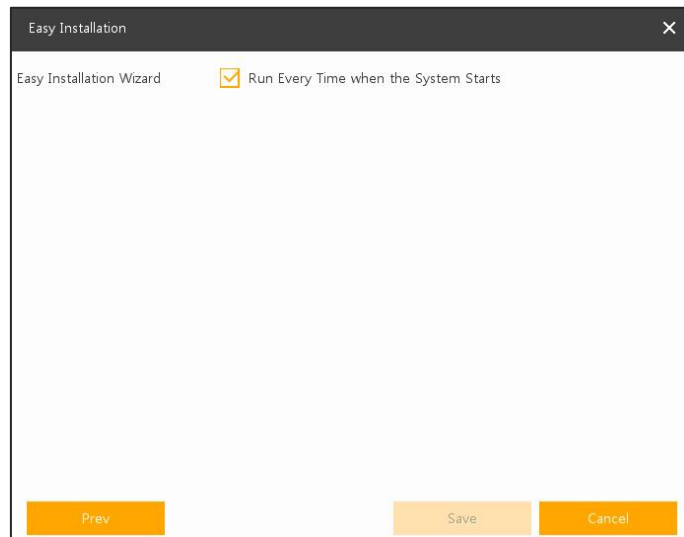 Easy Installation
Easy Installation Wizard Run Every Time when the System Starts
Prev Save Cancel